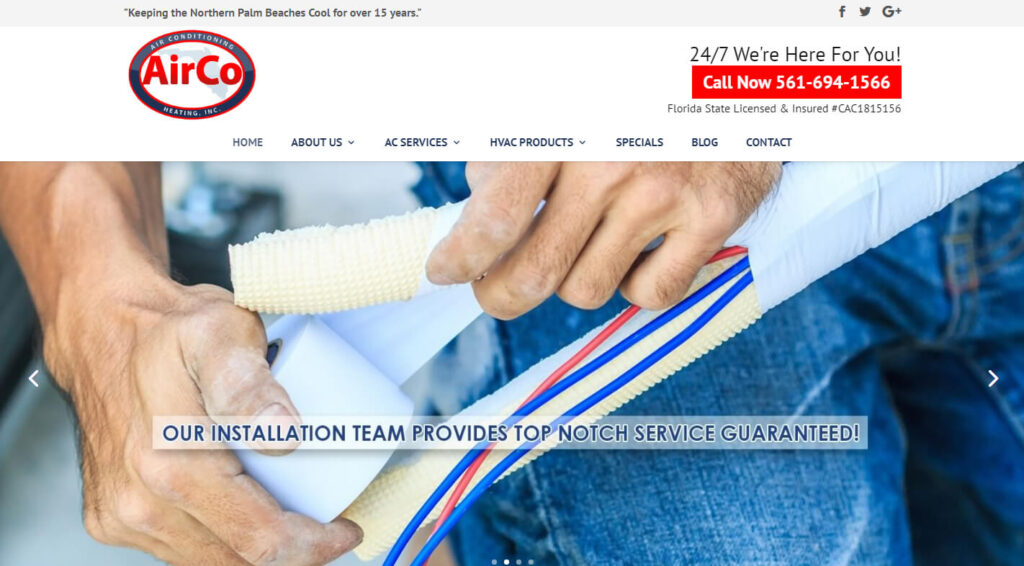 "Keeping the Northern Palm Beaches Cool for over 15 years."
f G+
AIR CONDITIONING
AirCo
HEATING, INC.
24/7 We're Here For You!
Call Now 561-694-1566
Florida State Licensed & Insured #CAC1815156
HOME ABOUT US AC SERVICES HVAC PRODUCTS SPECIALS BLOG CONTACT
OUR INSTALLATION TEAM PROVIDES TOP NOTCH SERVICE GUARANTEED!